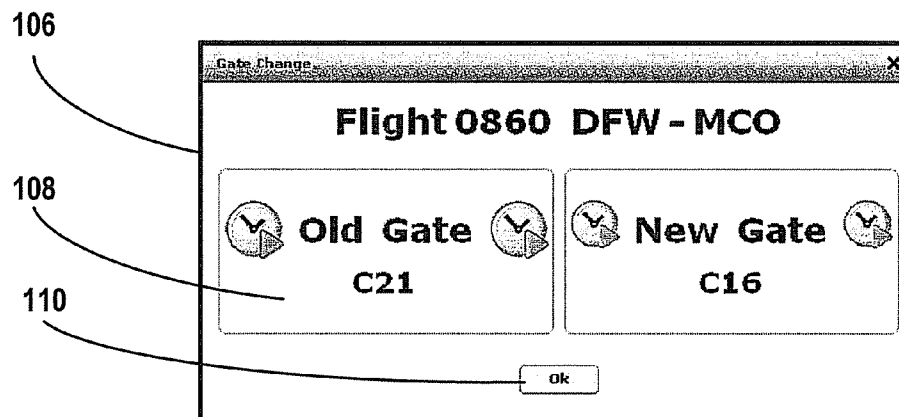 106
Gate Change
X
Flight 0860 DFW - MCO
108
Old Gate
C21
New Gate
C16
110
Ok